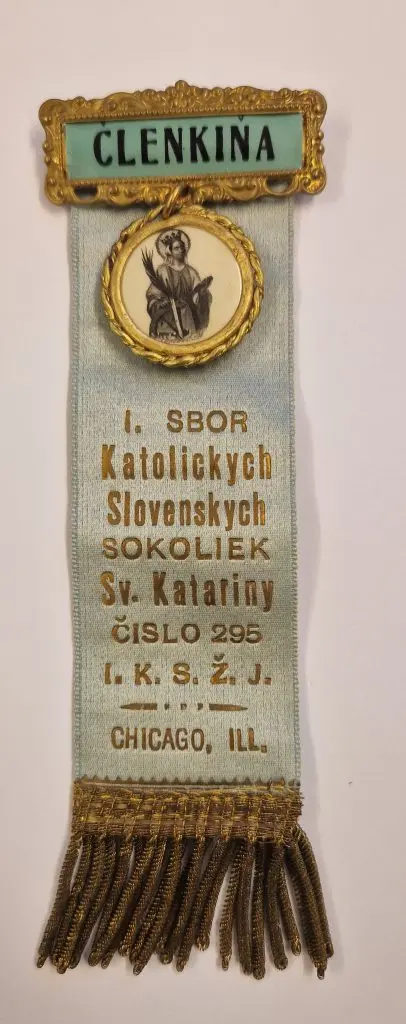 ČLENKIŇA
I. SBOR
Katolickych
Slovenskych
SOKOLIEK
Sv. Katariny
ČISLO 295
I. K. S. Ž. J.
CHICAGO, ILL.